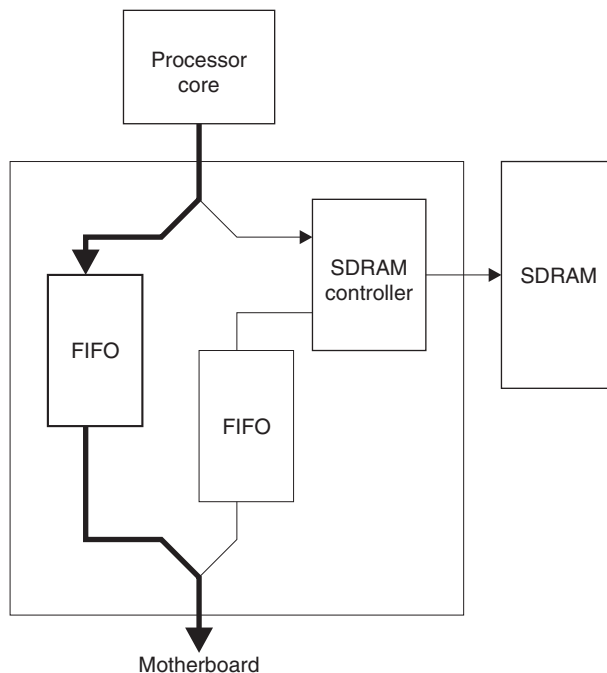 Processor
core
SDRAM
controller
SDRAM
FIFO
FIFO
Motherboard